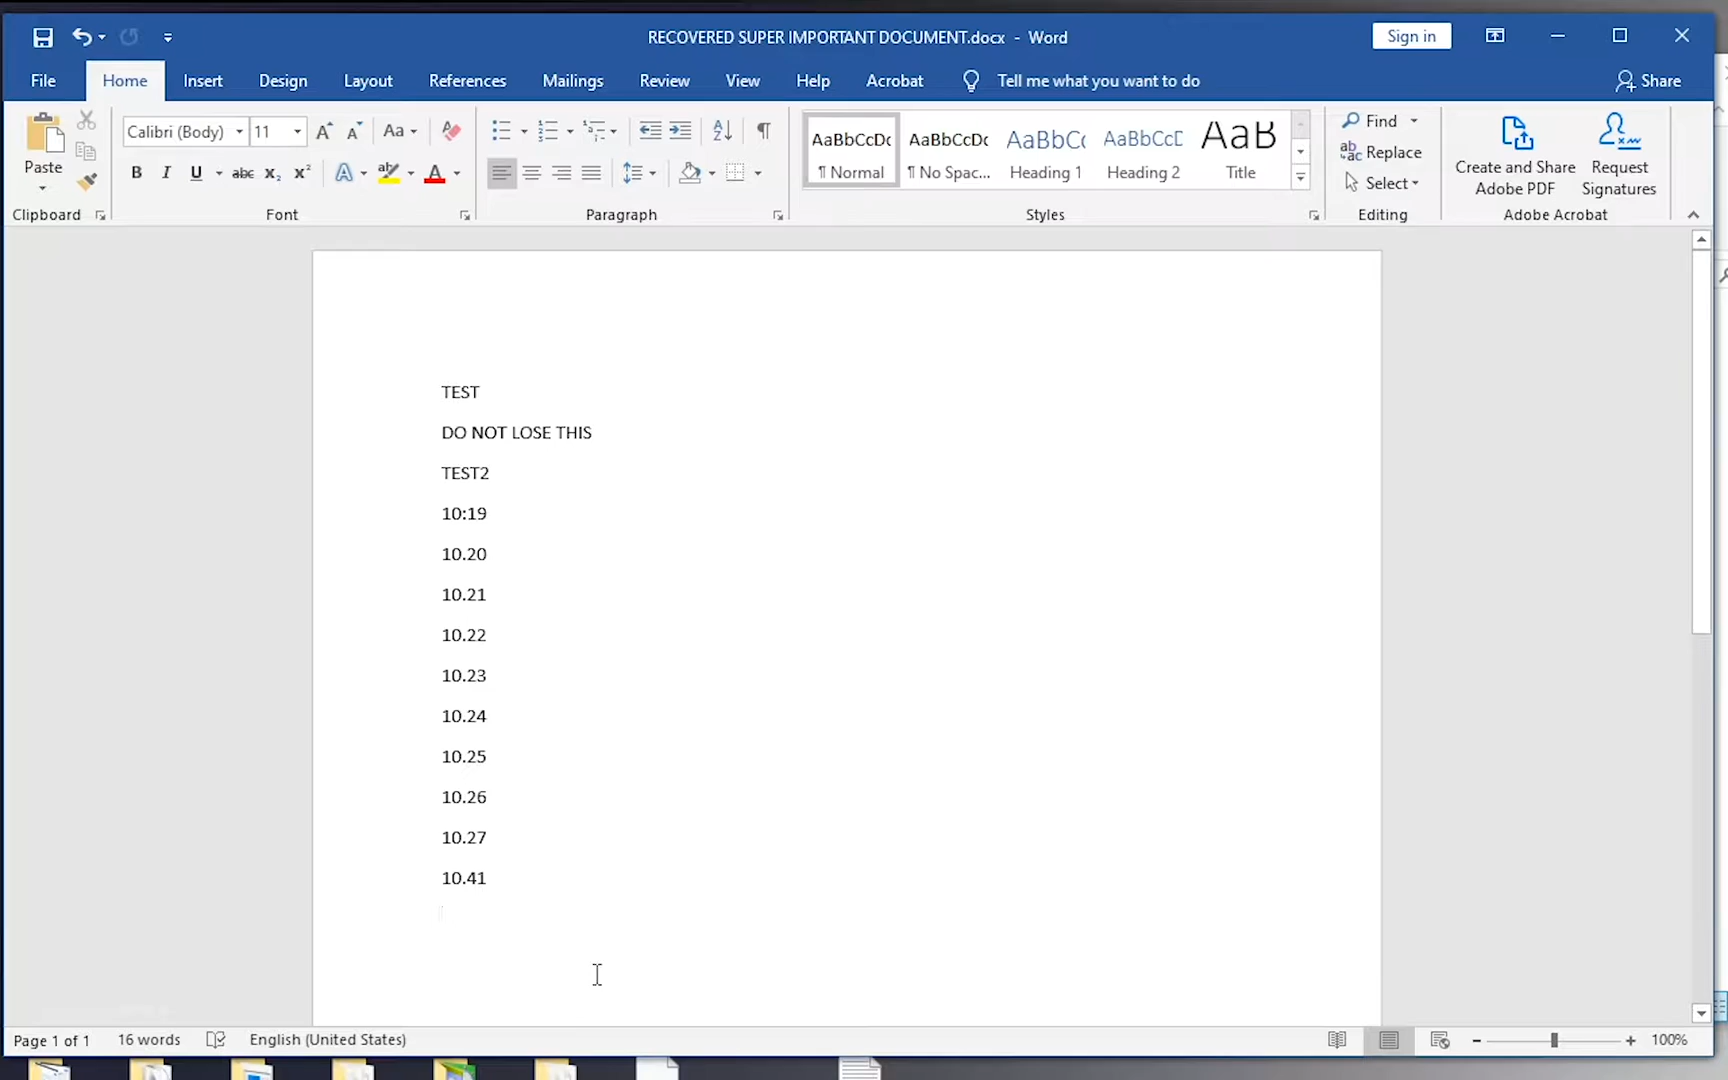 RECOVERED SUPER IMPORTANT DOCUMENT.docx - Word
Sign in
File Home Insert Design Layout References Mailings Review View Help Acrobat Tell me what you want to do Share
Paste
Clipboard
Calibri (Body) 11
Aa
B I U abc x₂ x²
Font
Paragraph
AaBbCcDc AaBbCcDc AaBbCc AaBbCcD AaB
¶ Normal ¶ No Spac... Heading 1 Heading 2 Title
Styles
Find
Replace
Select
Editing
Create and Share
Adobe PDF
Request
Signatures
Adobe Acrobat
TEST
DO NOT LOSE THIS
TEST2
10:19
10.20
10.21
10.22
10.23
10.24
10.25
10.26
10.27
10.41
Page 1 of 1 16 words English (United States) 100%